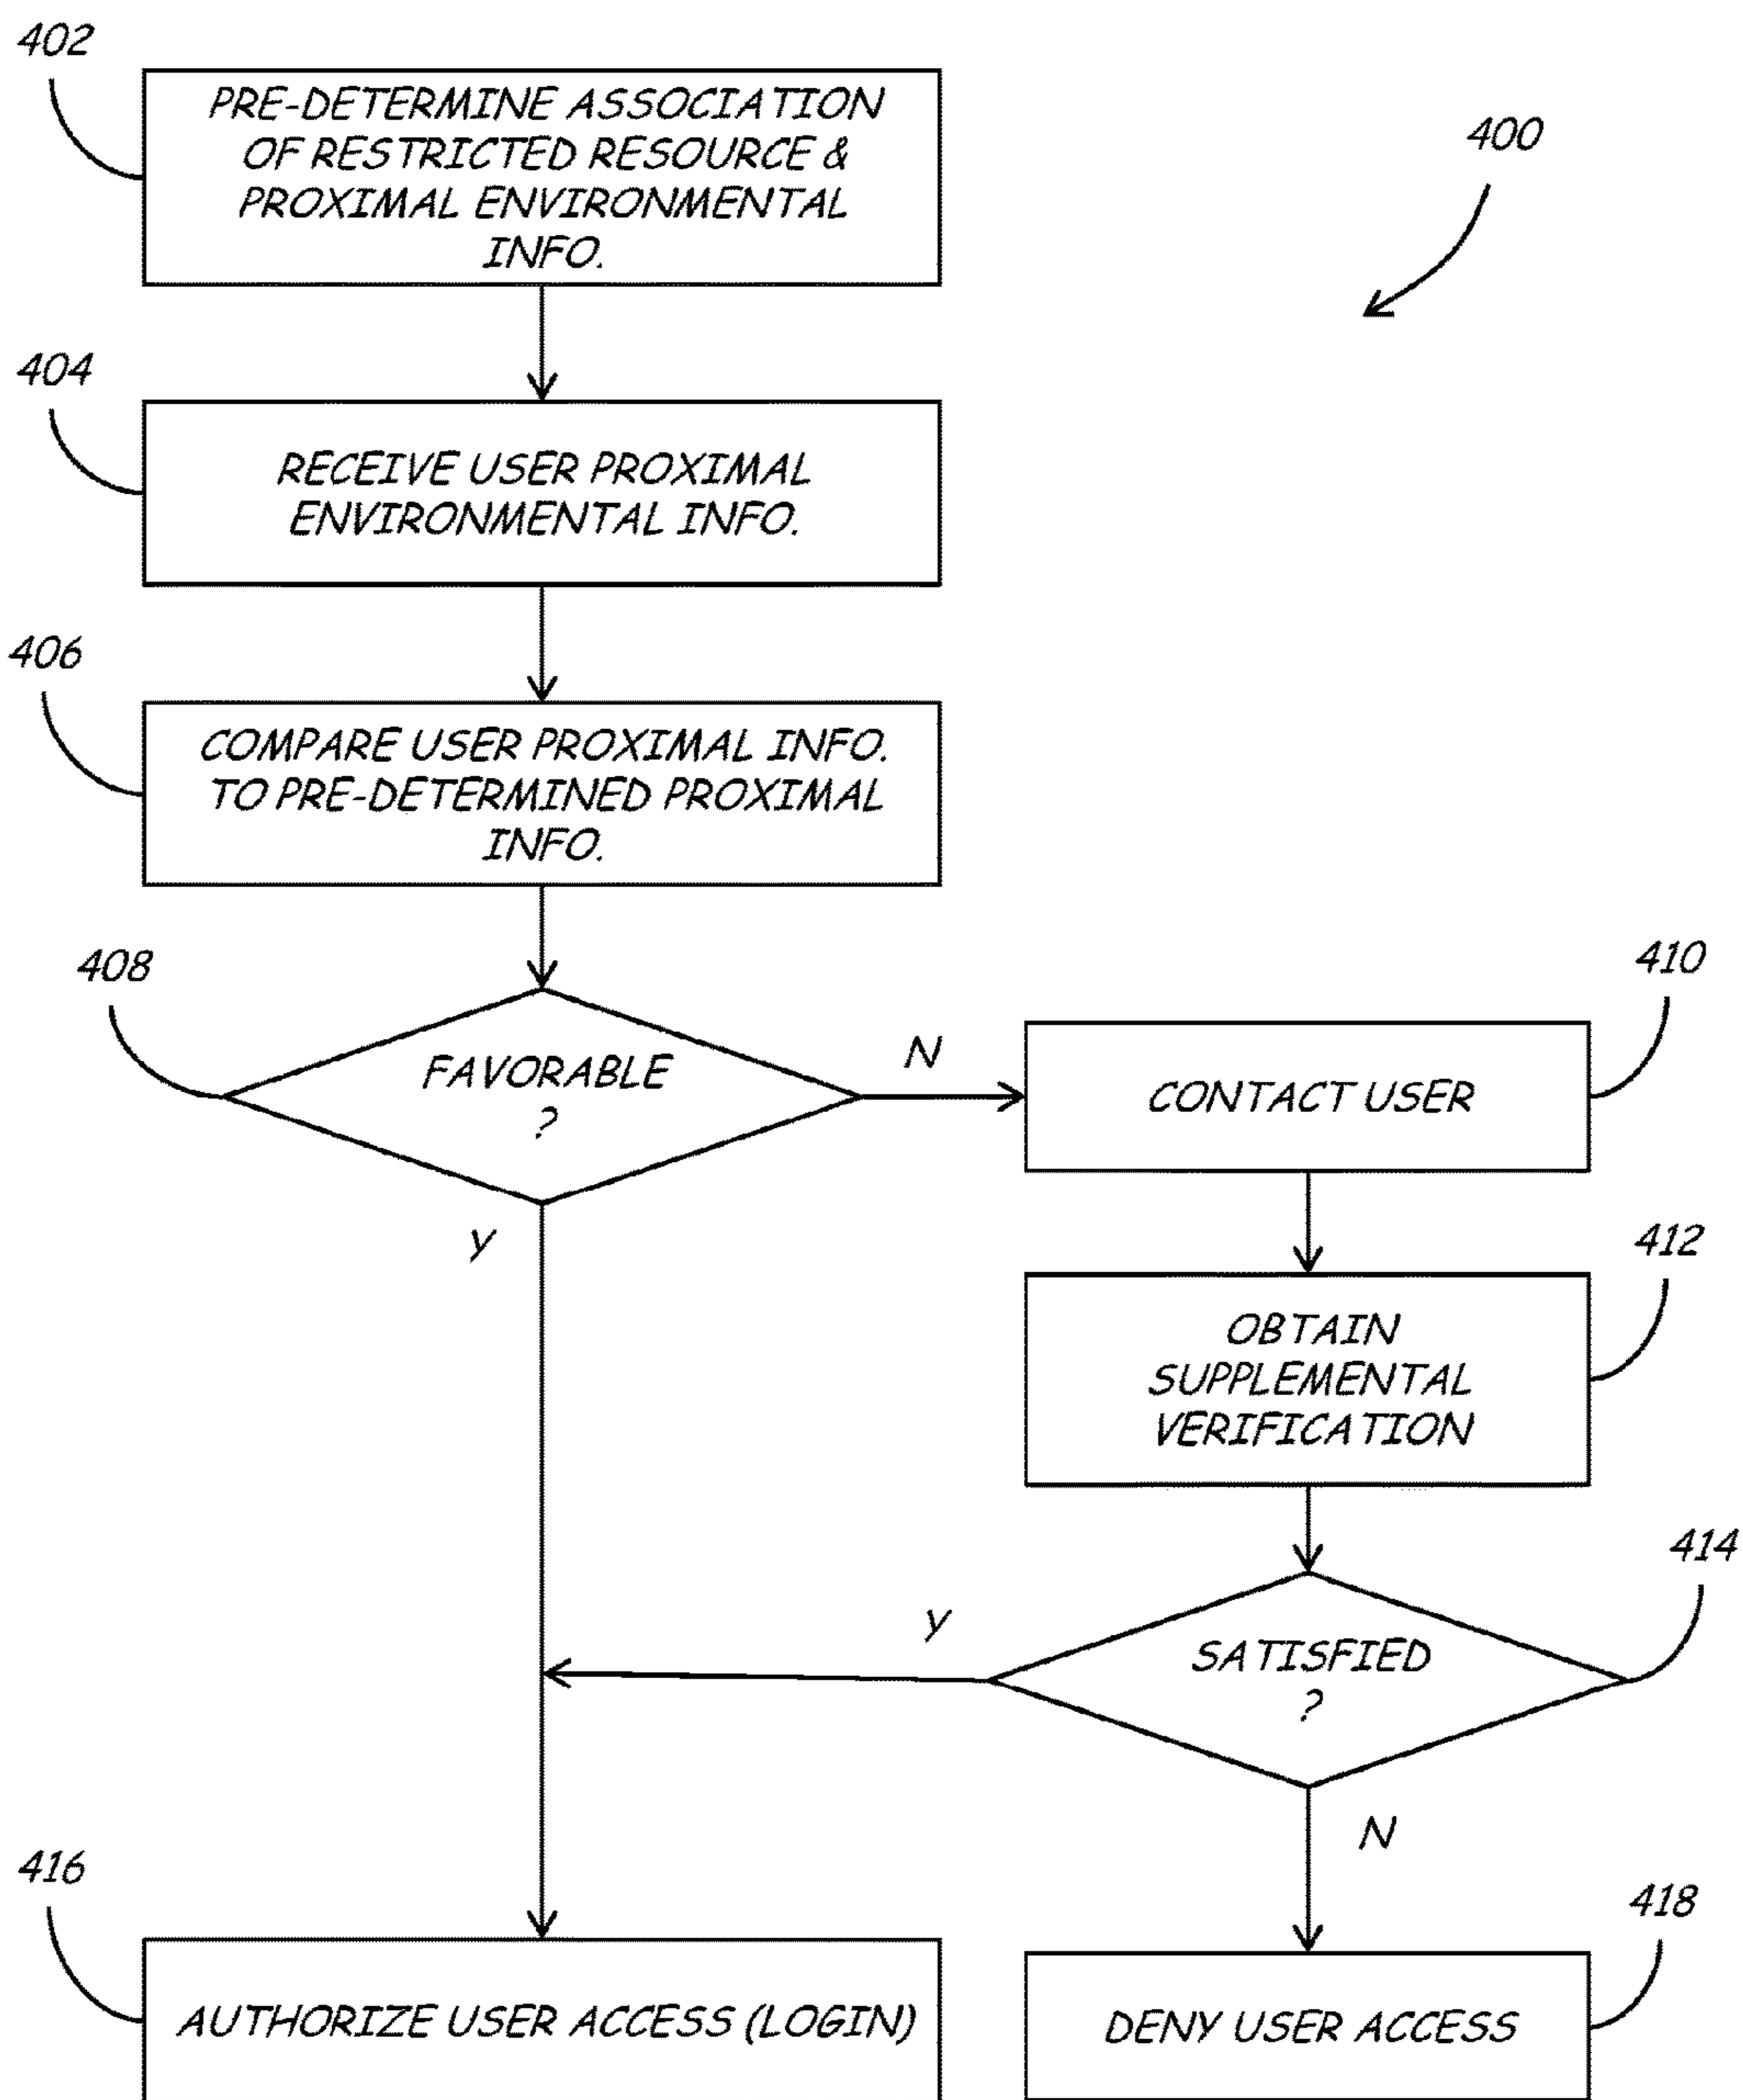 402
PRE-DETERMINE ASSOCIATION
OF RESTRICTED RESOURCE &
PROXIMAL ENVIRONMENTAL
INFO.
400
404
RECEIVE USER PROXIMAL
ENVIRONMENTAL INFO.
406
COMPARE USER PROXIMAL INFO.
TO PRE-DETERMINED PROXIMAL
INFO.
408
FAVORABLE
?
N
Y
410
CONTACT USER
412
OBTAIN
SUPPLEMENTAL
VERIFICATION
414
SATISFIED
?
Y
N
416
AUTHORIZE USER ACCESS (LOGIN)
418
DENY USER ACCESS